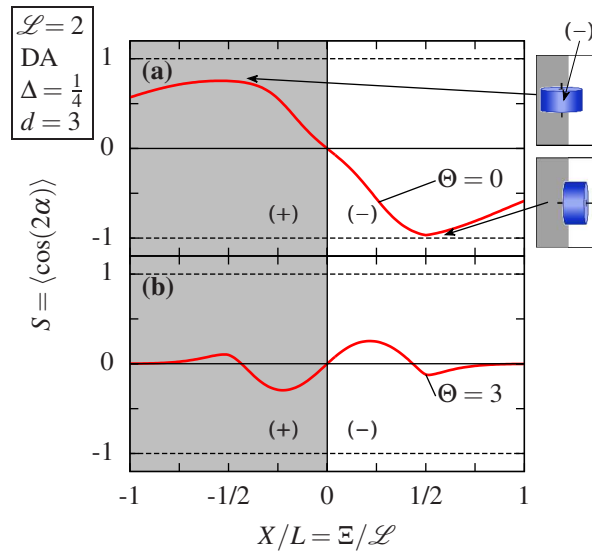 ℒ = 2
DA
Δ = 1/4
d = 3
1
(a)
0
Θ = 0
(+)
(−)
-1
(−)
1
(b)
0
Θ = 3
(+)
(−)
-1
S = ⟨cos(2α)⟩
-1
-1/2
0
1/2
1
X/L = Ξ/ℒ